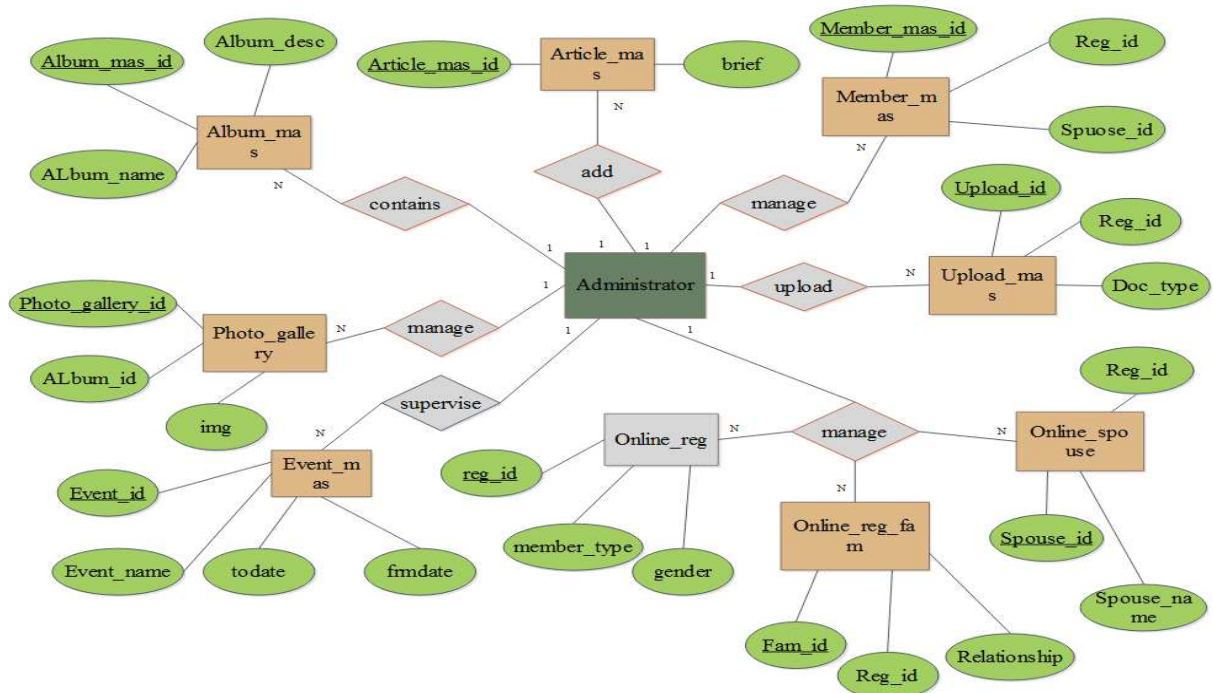 Album_desc
Album_mas_id
Album_ma
s
ALbum_name
N
contains
1
Article_mas_id
Article_ma
s
brief
N
add
1
Member_mas_id
Reg_id
Member_m
as
Spuose_id
N
manage
1
Upload_id
Reg_id
Upload_ma
s
Doc_type
N
upload
1
Administrator
Photo_gallery_id
Photo_galle
ry
ALbum_id
img
N
manage
1
supervise
1
N
Event_m
as
Event_id
Event_name
todate
frmdate
1
manage
N
Online_reg
reg_id
member_type
gender
N
Online_reg_fa
m
Fam_id
Reg_id
Relationship
N
Reg_id
Online_spo
use
Spouse_id
Spouse_na
me